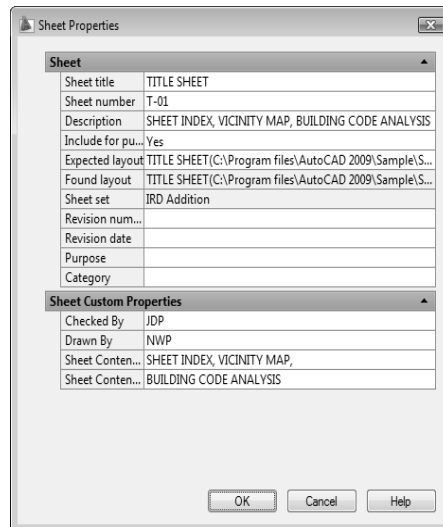 Sheet Properties
Sheet
Sheet title TITLE SHEET
Sheet number T-01
Description SHEET INDEX, VICINITY MAP, BUILDING CODE ANALYSIS
Include for pu... Yes
Expected layout TITLE SHEET(C:\Program files\AutoCAD 2009\Sample\S...
Found layout TITLE SHEET(C:\Program files\AutoCAD 2009\Sample\S...
Sheet set IRD Addition
Revision num...
Revision date
Purpose
Category
Sheet Custom Properties
Checked By JDP
Drawn By NWP
Sheet Conten... SHEET INDEX, VICINITY MAP,
Sheet Conten... BUILDING CODE ANALYSIS
OK Cancel Help